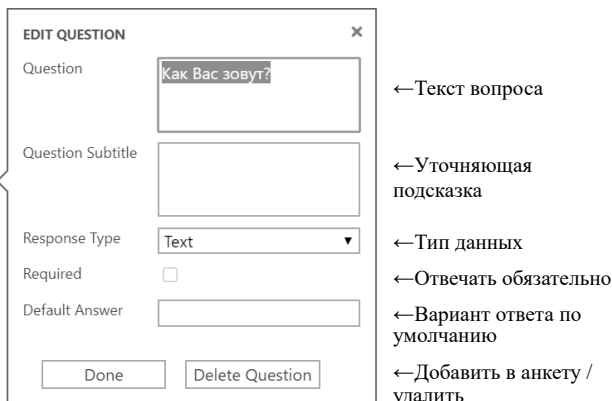 EDIT QUESTION
Question
Как Вас зовут?
←Текст вопроса
Question Subtitle
←Уточняющая
подсказка
Response Type
Text
←Тип данных
Required
←Отвечать обязательно
Default Answer
←Вариант ответа по
умолчанию
Done
Delete Question
←Добавить в анкету /
удалить